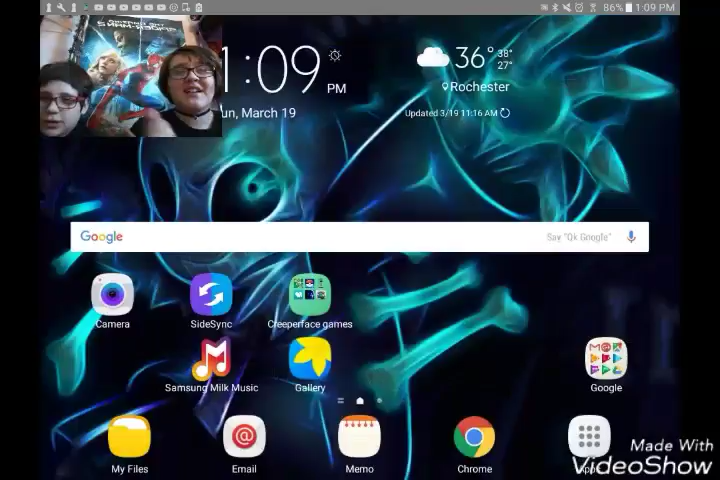 86% 1:09 PM
1:09
PM
un, March 19
36° 38°
27°
Rochester
Updated 3/19 11:16 AM
Google
Say "Ok Google"
Camera
SideSync
Creeperface games
Samsung Milk Music
Gallery
Google
My Files
Email
Memo
Chrome
Made With
VideoShow